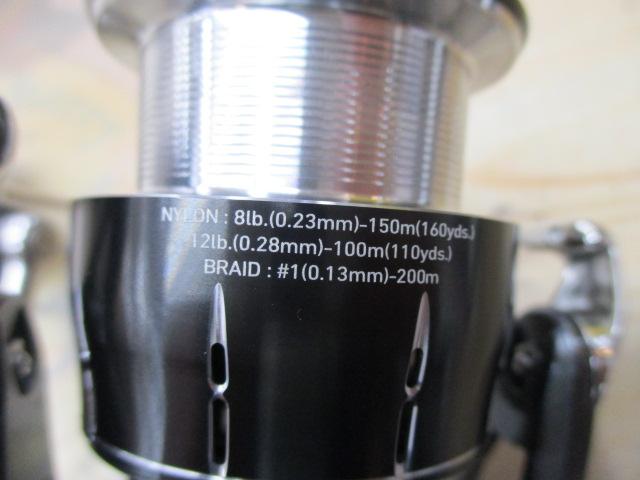 NYLON : 8lb.(0.23mm)-150m(160yds.)
12lb.(0.28mm)-100m(110yds.)
BRAID : #1(0.13mm)-200m